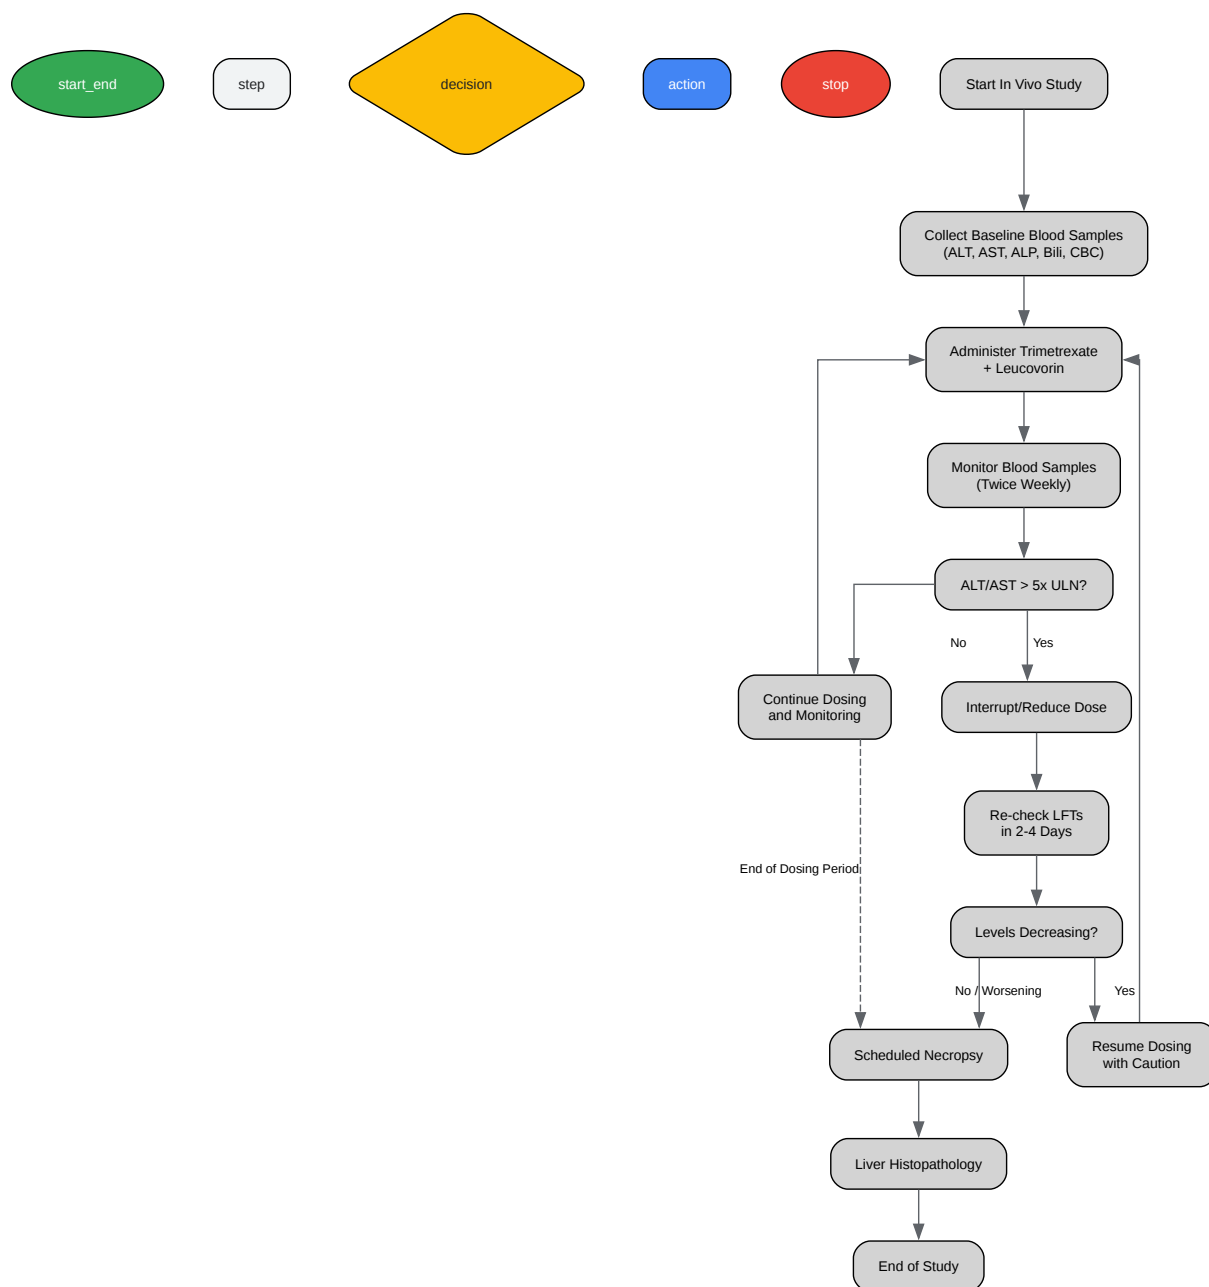 start_end
step
decision
action
stop
Start In Vivo Study
Collect Baseline Blood Samples
(ALT, AST, ALP, Bili, CBC)
Administer Trimetrexate
+ Leucovorin
Monitor Blood Samples
(Twice Weekly)
ALT/AST > 5x ULN?
No
Yes
Continue Dosing
and Monitoring
Interrupt/Reduce Dose
Re-check LFTs
in 2-4 Days
End of Dosing Period
Levels Decreasing?
No / Worsening
Yes
Scheduled Necropsy
Resume Dosing
with Caution
Liver Histopathology
End of Study